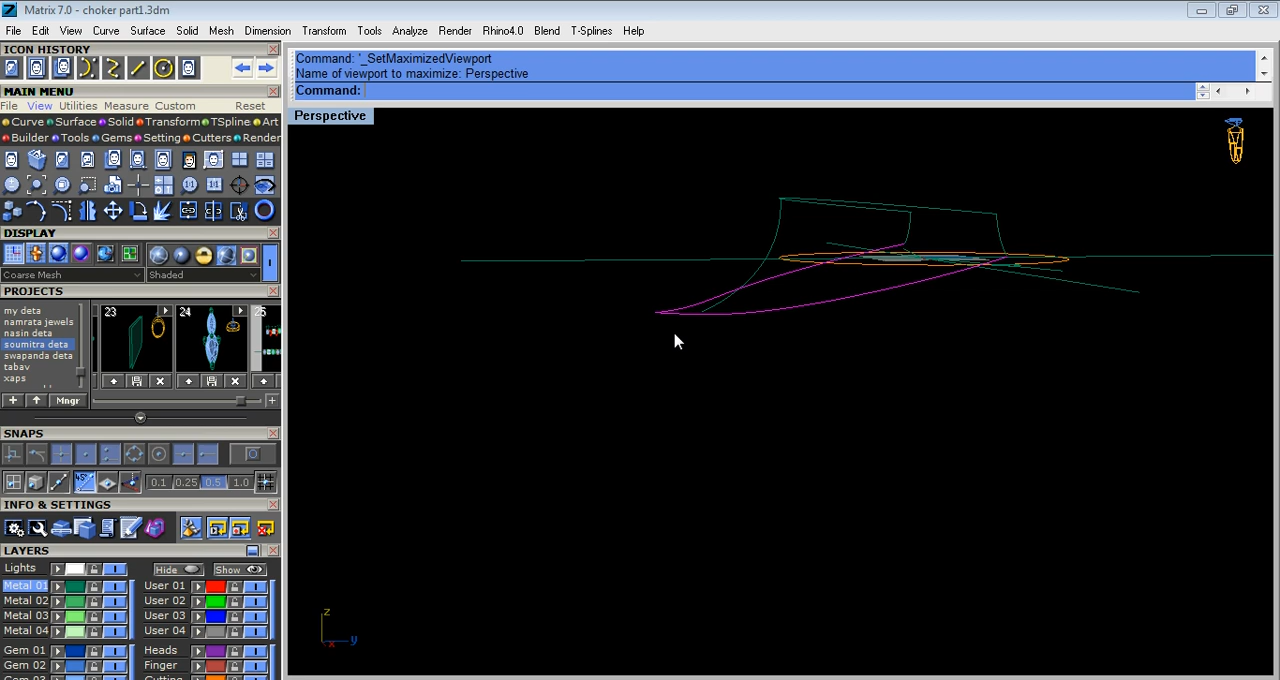 Matrix 7.0 - choker part1.3dm
File Edit View Curve Surface Solid Mesh Dimension Transform Tools Analyze Render Rhino4.0 Blend T-Splines Help
ICON HISTORY
Command: '_SetMaximizedViewport
Name of viewport to maximize: Perspective
Command:
MAIN MENU
File View Utilities Measure Custom Reset
Curve Surface Solid Transform TSpline Art
Builder Tools Gems Setting Cutters Render
Perspective
DISPLAY
Coarse Mesh Shaded
PROJECTS
my deta
namrata jewels
nasin deta
soumitra deta
swapanda deta
tabav
xaps
23 24 25
Mngr
SNAPS
45°
0.1 0.25 0.5 1.0
INFO & SETTINGS
LAYERS
Lights Hide Show
Metal 01 User 01
Metal 02 User 02
Metal 03 User 03
Metal 04 User 04
Gem 01 Heads
Gem 02 Finger
z
x y